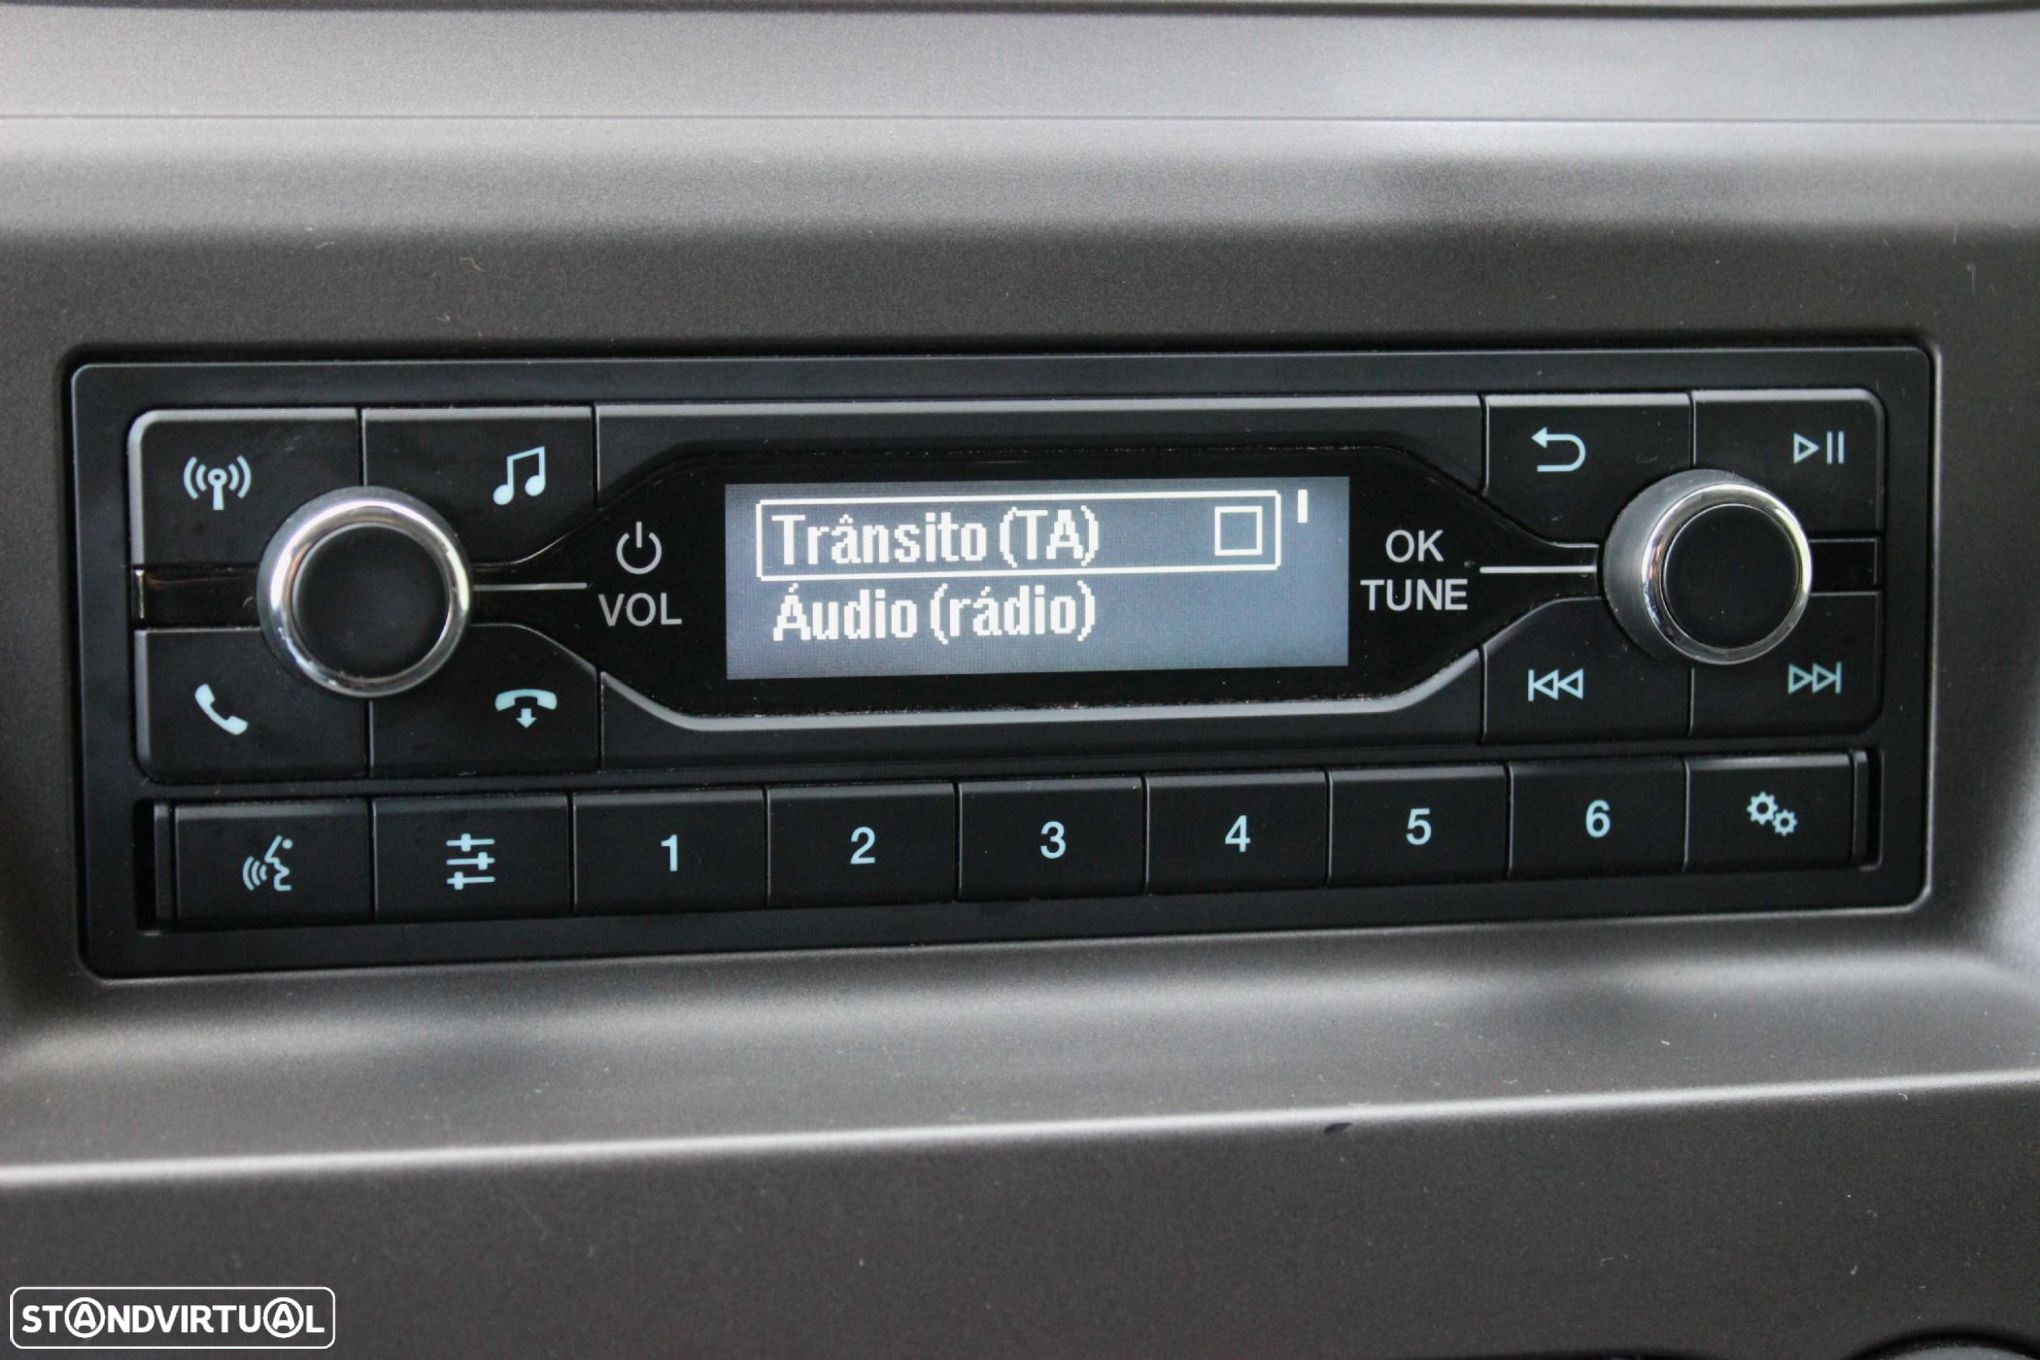 Trânsito (TA)
Áudio (rádio)
VOL
OK
TUNE
1 2 3 4 5 6
STANDVIRTUAL